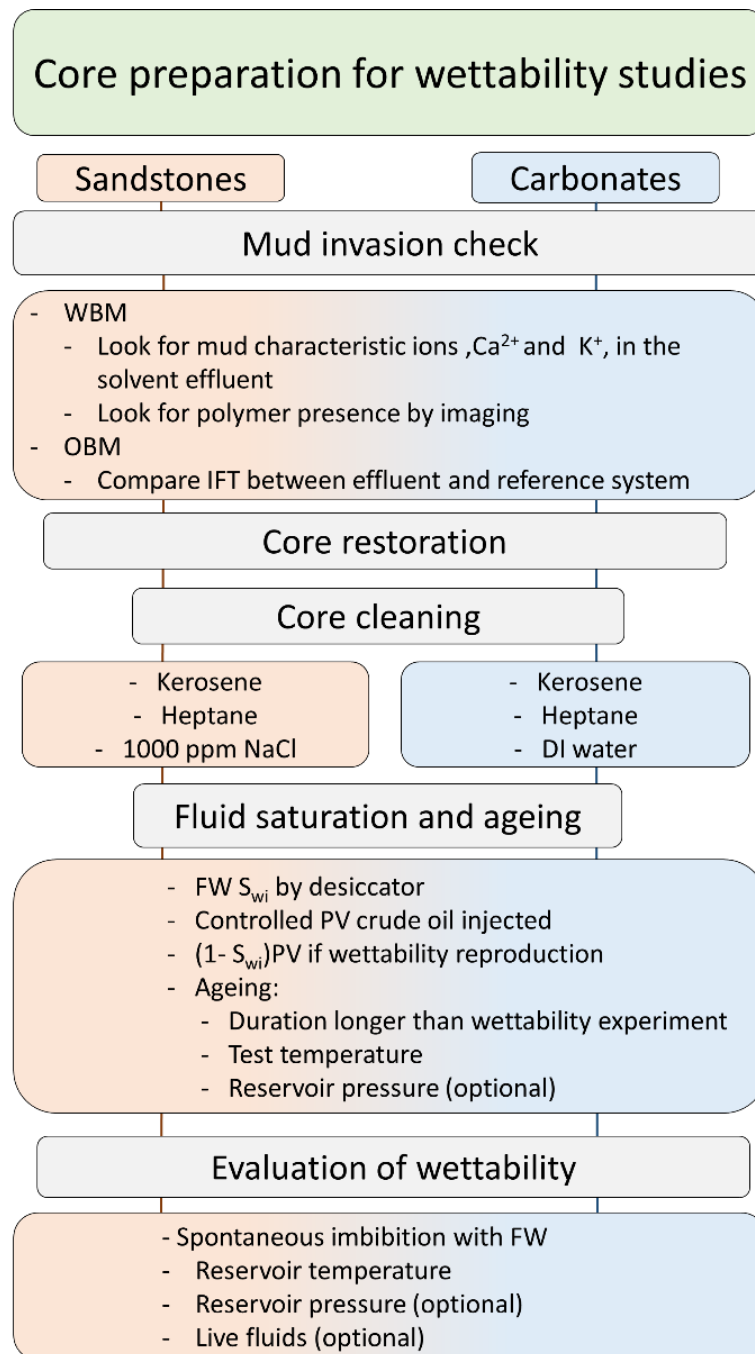 Core preparation for wettability studies
Sandstones
Carbonates
Mud invasion check
- WBM
- Look for mud characteristic ions ,Ca²⁺ and K⁺, in the
solvent effluent
- Look for polymer presence by imaging
- OBM
- Compare IFT between effluent and reference system
Core restoration
Core cleaning
- Kerosene
- Heptane
- 1000 ppm NaCl
- Kerosene
- Heptane
- DI water
Fluid saturation and ageing
- FW Swi by desiccator
- Controlled PV crude oil injected
- (1- Swi)PV if wettability reproduction
- Ageing:
- Duration longer than wettability experiment
- Test temperature
- Reservoir pressure (optional)
Evaluation of wettability
- Spontaneous imbibition with FW
- Reservoir temperature
- Reservoir pressure (optional)
- Live fluids (optional)